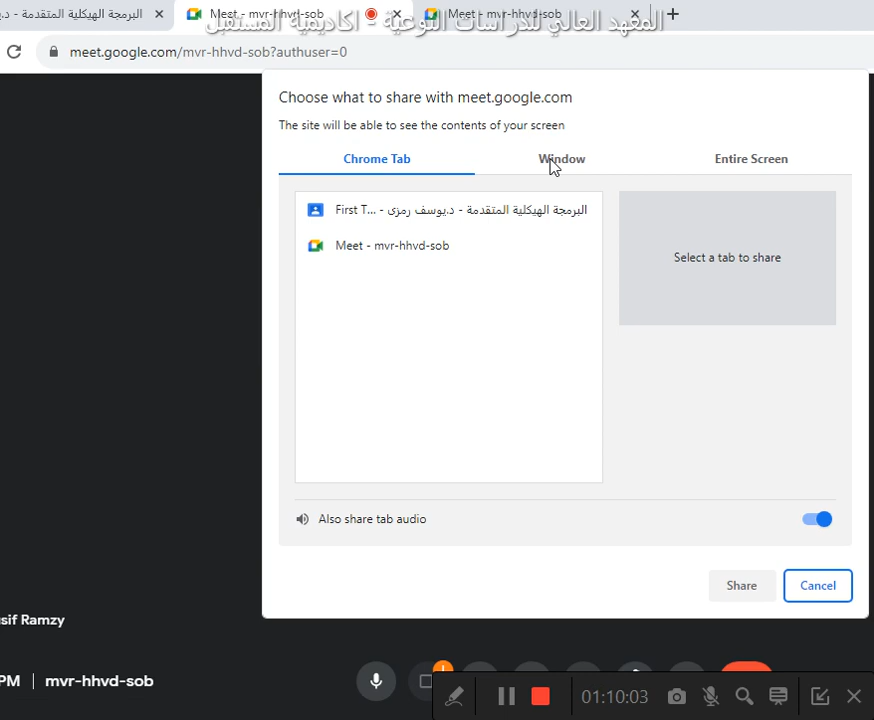 البرمجة الهيكلية المتقدمة -
Meet - mvr-hhvd-sob
Meet - mvr-hhvd-sob
المعهد العالي للدراسات النوعية - اكاديمية المستقبل
meet.google.com/mvr-hhvd-sob?authuser=0
Choose what to share with meet.google.com
The site will be able to see the contents of your screen
Chrome Tab
Window
Entire Screen
First T... - البرمجة الهيكلية المتقدمة - د.يوسف رمزى
Meet - mvr-hhvd-sob
Select a tab to share
Also share tab audio
Share
Cancel
sif Ramzy
PM | mvr-hhvd-sob
01:10:03